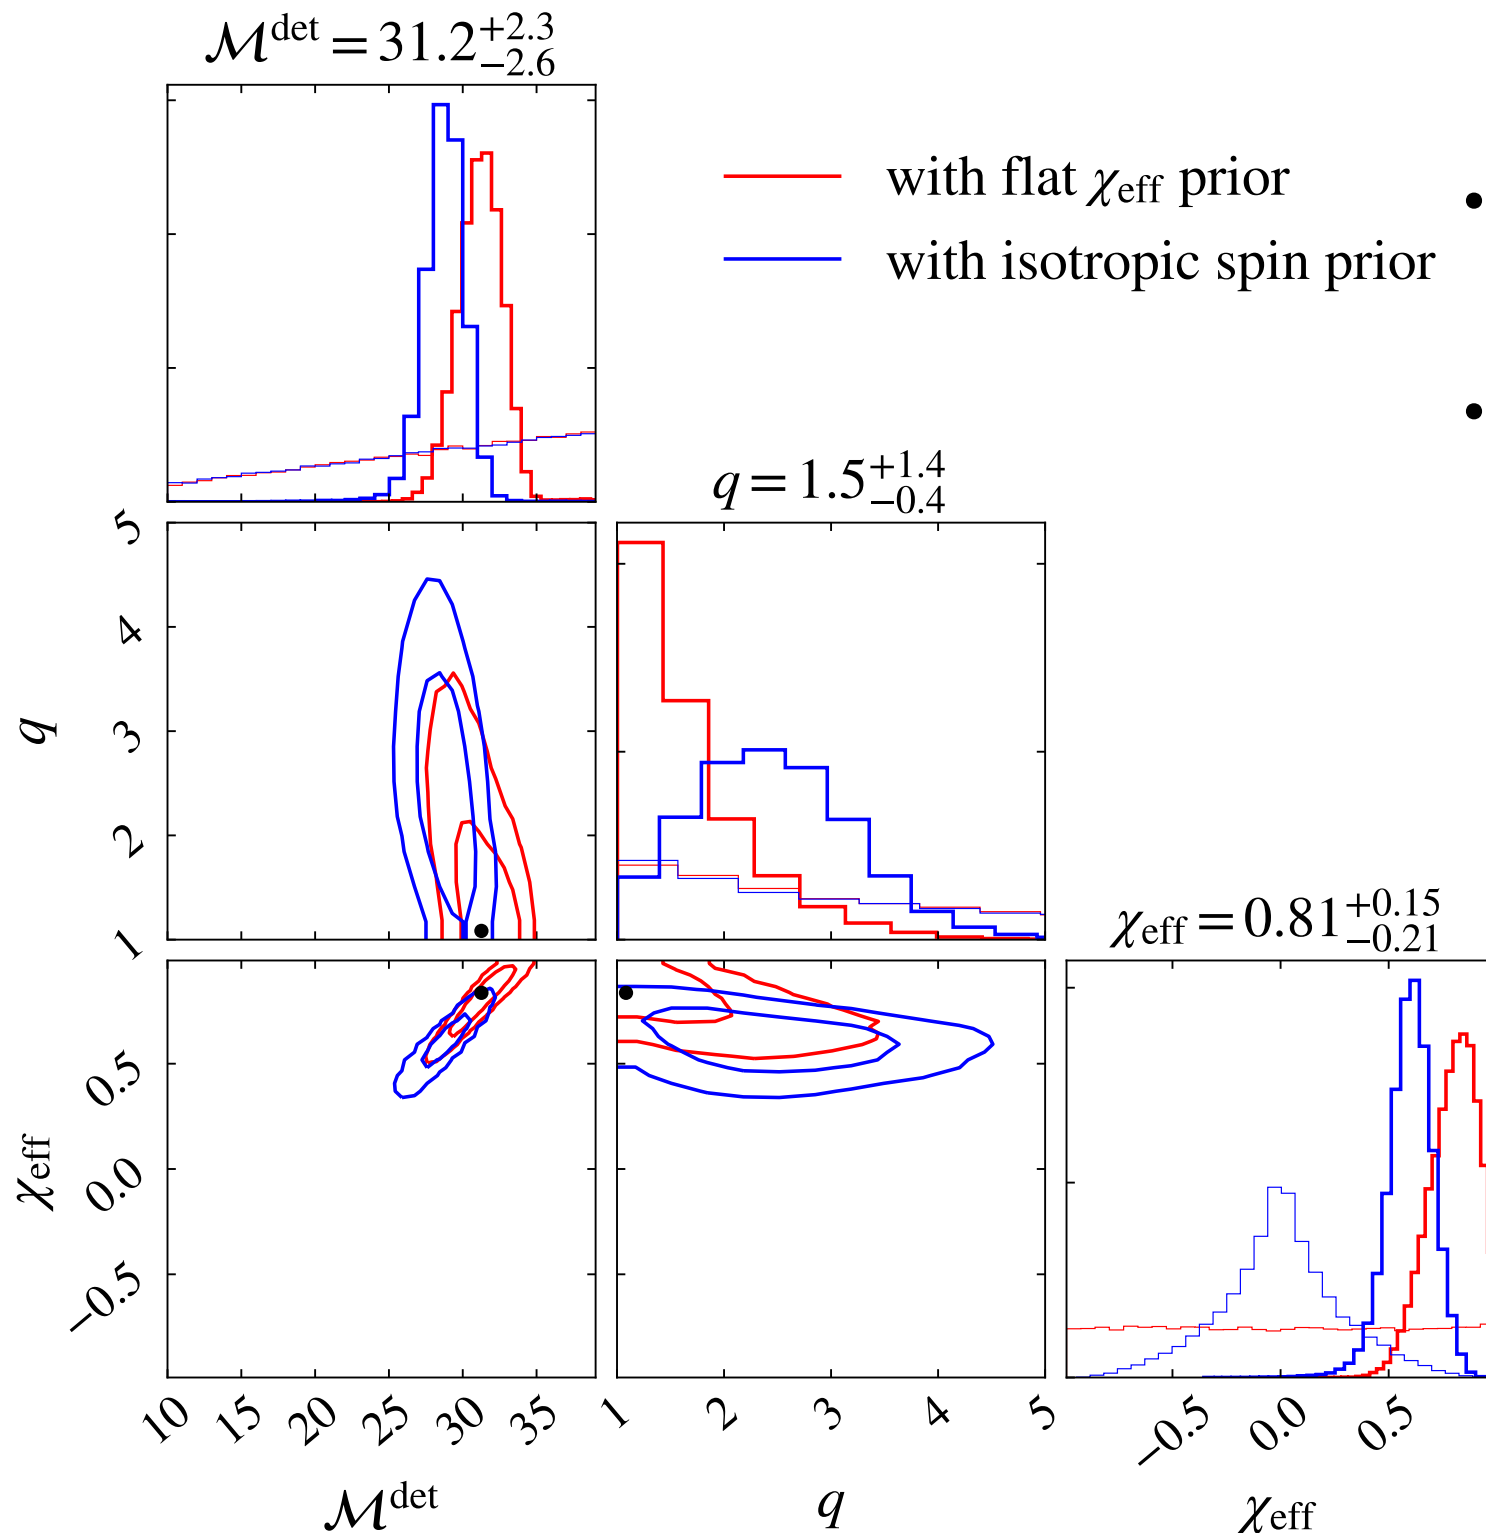 ℳ^det = 31.2^{+2.3}_{−2.6}
with flat χ_eff prior
with isotropic spin prior
q = 1.5^{+1.4}_{−0.4}
χ_eff = 0.81^{+0.15}_{−0.21}
5
4
3
2
1
q
0.5
0.0
−0.5
χ_eff
10 15 20 25 30 35
1 2 3 4 5
−0.5 0.0 0.5
ℳ^det
q
χ_eff